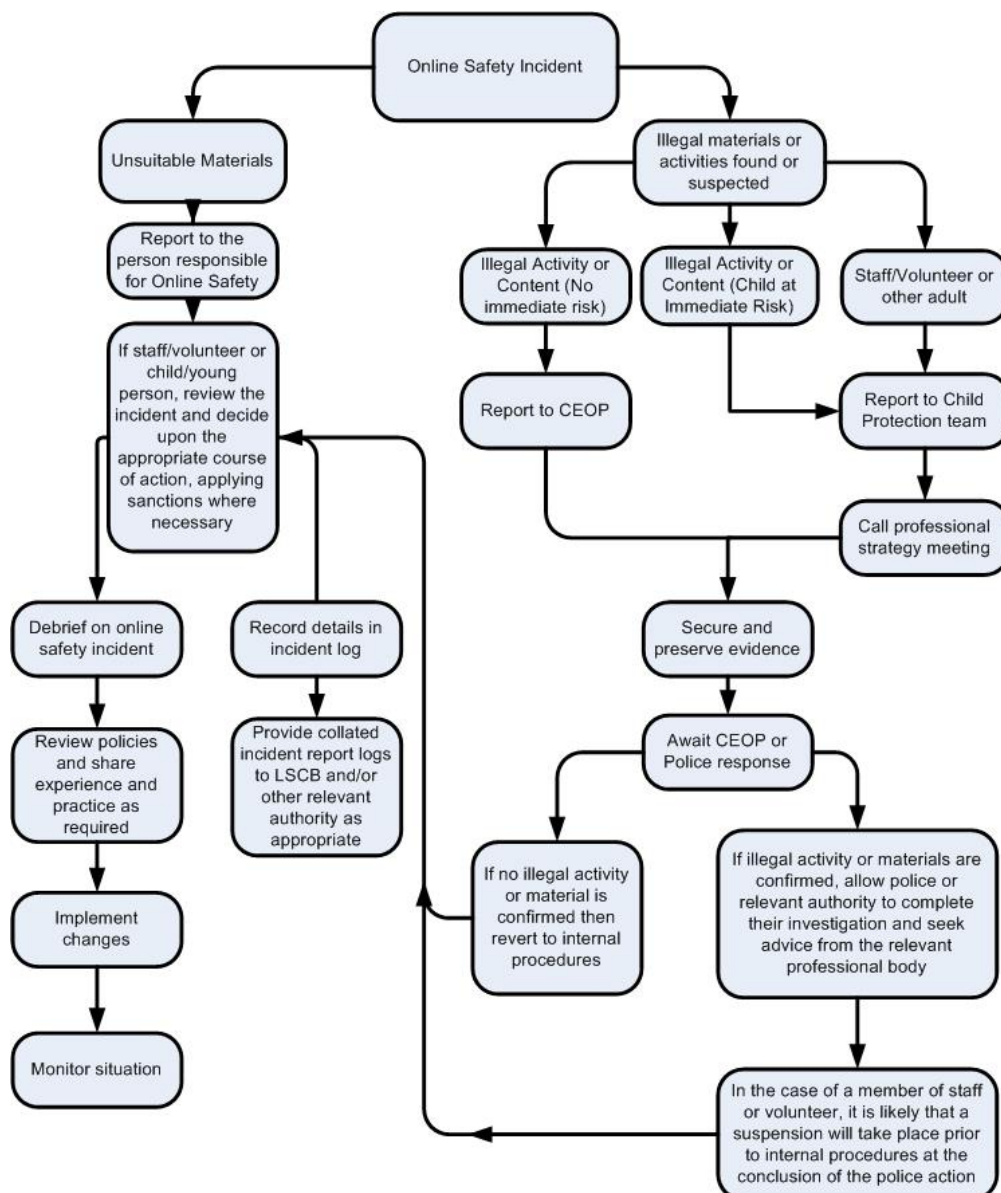 Online Safety Incident
Unsuitable Materials
Report to the
person responsible
for Online Safety
If staff/volunteer or
child/young
person, review the
incident and decide
upon the
appropriate course
of action, applying
sanctions where
necessary
Debrief on online
safety incident
Review policies
and share
experience and
practice as
required
Implement
changes
Monitor situation
Record details in
incident log
Provide collated
incident report logs
to LSCB and/or
other relevant
authority as
appropriate
Illegal materials or
activities found or
suspected
Illegal Activity or
Content (No
immediate risk)
Illegal Activity or
Content (Child at
Immediate Risk)
Staff/Volunteer or
other adult
Report to CEOP
Report to Child
Protection team
Call professional
strategy meeting
Secure and
preserve evidence
Await CEOP or
Police response
If no illegal activity
or material is
confirmed then
revert to internal
procedures
If illegal activity or materials are
confirmed, allow police or
relevant authority to complete
their investigation and seek
advice from the relevant
professional body
In the case of a member of staff
or volunteer, it is likely that a
suspension will take place prior
to internal procedures at the
conclusion of the police action